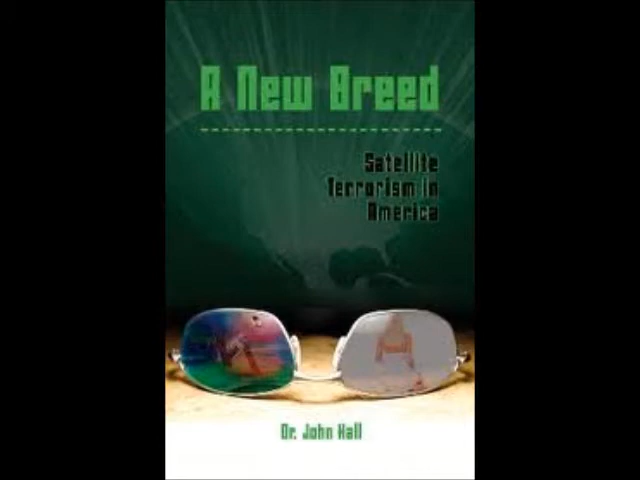 A New Breed
Satellite
Terrorism in
America
Dr. John Hall